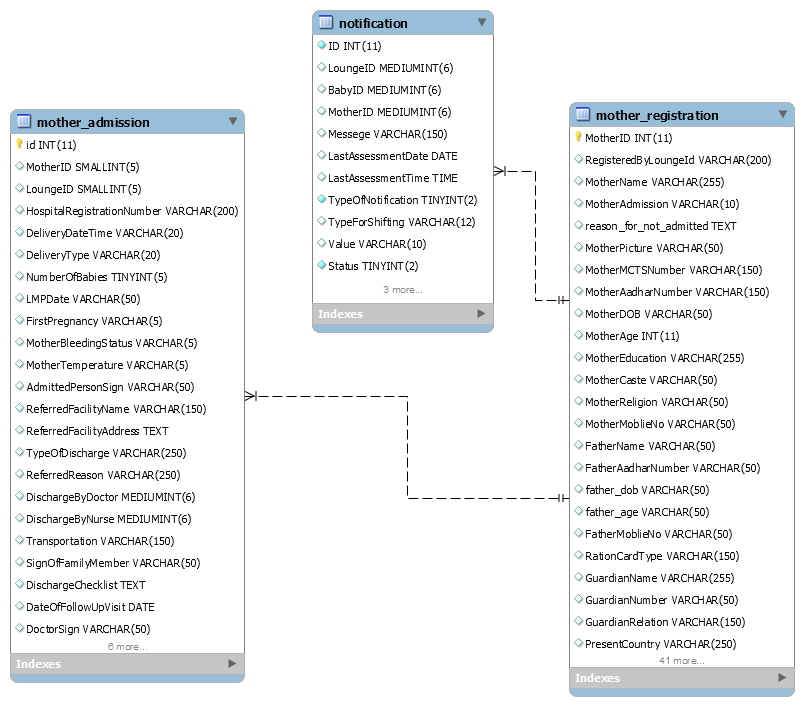 notification
ID INT(11)
LoungeID MEDIUMINT(6)
BabyID MEDIUMINT(6)
MotherID MEDIUMINT(6)
Messege VARCHAR(150)
LastAssessmentDate DATE
LastAssessmentTime TIME
TypeOfNotification TINYINT(2)
TypeForShifting VARCHAR(12)
Value VARCHAR(10)
Status TINYINT(2)
3 more...
Indexes
mother_admission
id INT(11)
MotherID SMALLINT(5)
LoungeID SMALLINT(5)
HospitalRegistrationNumber VARCHAR(200)
DeliveryDateTime VARCHAR(20)
DeliveryType VARCHAR(20)
NumberOfBabies TINYINT(5)
LMPDate VARCHAR(50)
FirstPregnancy VARCHAR(5)
MotherBleedingStatus VARCHAR(5)
MotherTemperature VARCHAR(5)
AdmittedPersonSign VARCHAR(50)
ReferredFacilityName VARCHAR(150)
ReferredFacilityAddress TEXT
TypeOfDischarge VARCHAR(250)
ReferredReason VARCHAR(250)
DischargeByDoctor MEDIUMINT(6)
DischargeByNurse MEDIUMINT(6)
Transportation VARCHAR(150)
SignOfFamilyMember VARCHAR(50)
DischargeChecklist TEXT
DateOfFollowUpVisit DATE
DoctorSign VARCHAR(50)
6 more...
Indexes
mother_registration
MotherID INT(11)
RegisteredByLoungeId VARCHAR(200)
MotherName VARCHAR(255)
MotherAdmission VARCHAR(10)
reason_for_not_admitted TEXT
MotherPicture VARCHAR(50)
MotherMCTSNumber VARCHAR(150)
MotherAadharNumber VARCHAR(150)
MotherDOB VARCHAR(50)
MotherAge INT(11)
MotherEducation VARCHAR(255)
MotherCaste VARCHAR(50)
MotherReligion VARCHAR(50)
MotherMoblieNo VARCHAR(50)
FatherName VARCHAR(50)
FatherAadharNumber VARCHAR(50)
father_dob VARCHAR(50)
father_age VARCHAR(50)
FatherMoblieNo VARCHAR(50)
RationCardType VARCHAR(150)
GuardianName VARCHAR(255)
GuardianNumber VARCHAR(50)
GuardianRelation VARCHAR(150)
PresentCountry VARCHAR(250)
41 more...
Indexes